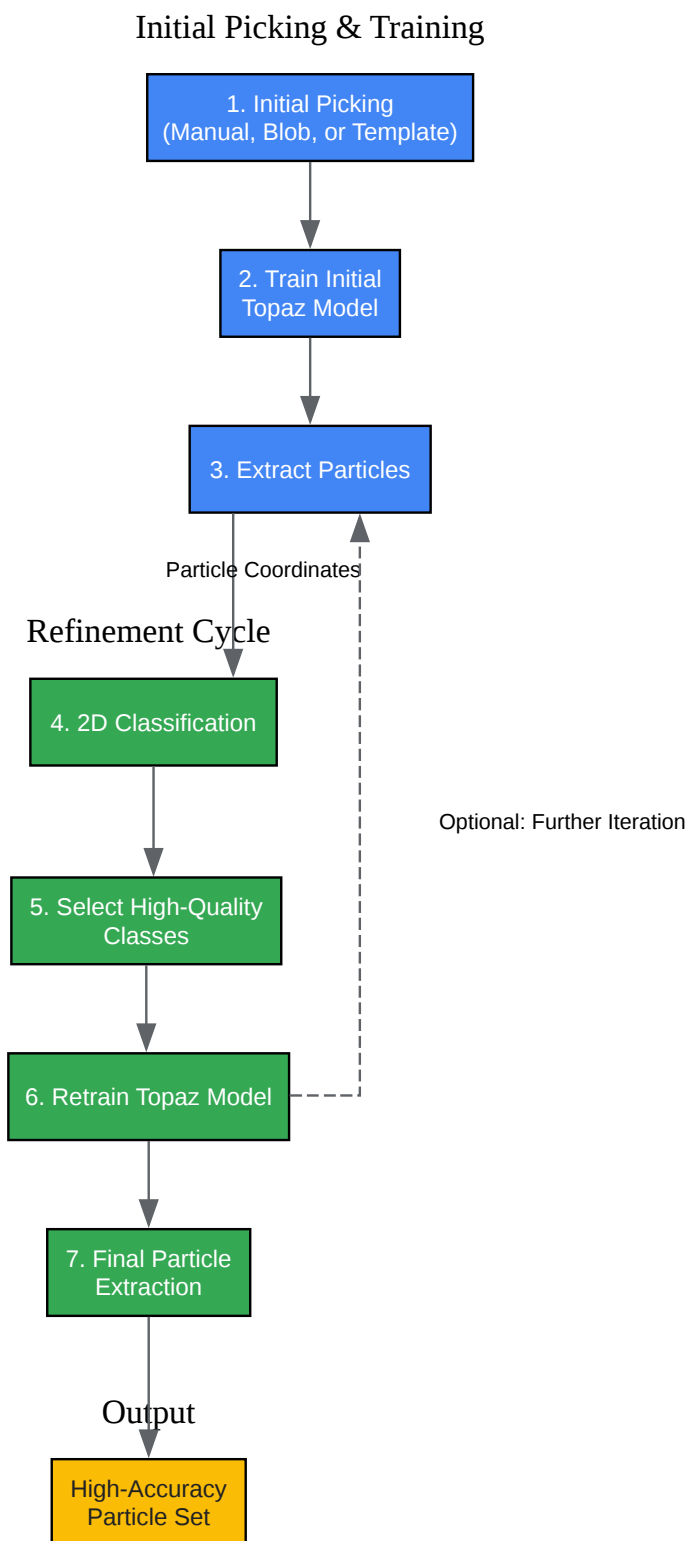 Initial Picking & Training
1. Initial Picking
(Manual, Blob, or Template)
2. Train Initial
Topaz Model
3. Extract Particles
Particle Coordinates
Refinement Cycle
4. 2D Classification
Optional: Further Iteration
5. Select High-Quality
Classes
6. Retrain Topaz Model
7. Final Particle
Extraction
Output
High-Accuracy
Particle Set